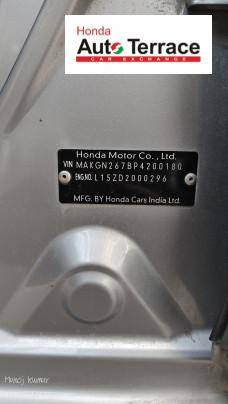 Honda
Auto Terrace
CAR EXCHANGE
Honda Motor Co., Ltd.
VIN MAKGN267BP4200180
ENG.NO. L15ZD2000296
MFG. BY Honda Cars India Ltd.
Manoj kumar